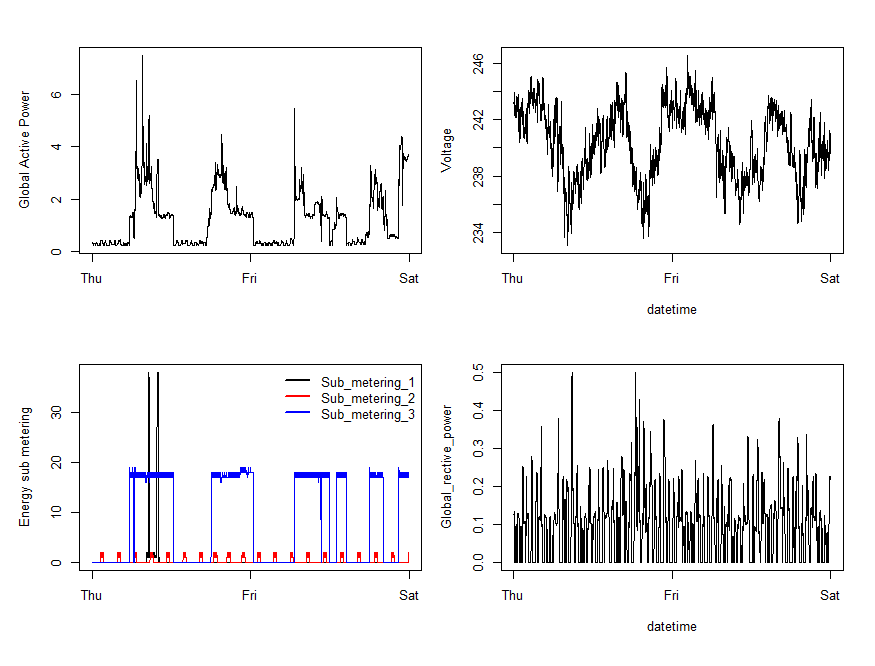 Global Active Power
6
4
2
0
Thu Fri Sat
Voltage
246
242
238
234
Thu Fri Sat
datetime
Energy sub metering
30
20
10
0
Sub_metering_1
Sub_metering_2
Sub_metering_3
Thu Fri Sat
Global_rective_power
0.5
0.4
0.3
0.2
0.1
0.0
Thu Fri Sat
datetime